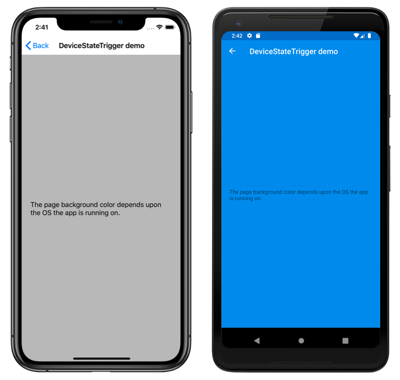 2:41
Back DeviceStateTrigger demo
The page background color depends upon
the OS the app is running on.
2:42
DeviceStateTrigger demo
The page background color depends upon the OS the app
is running on.